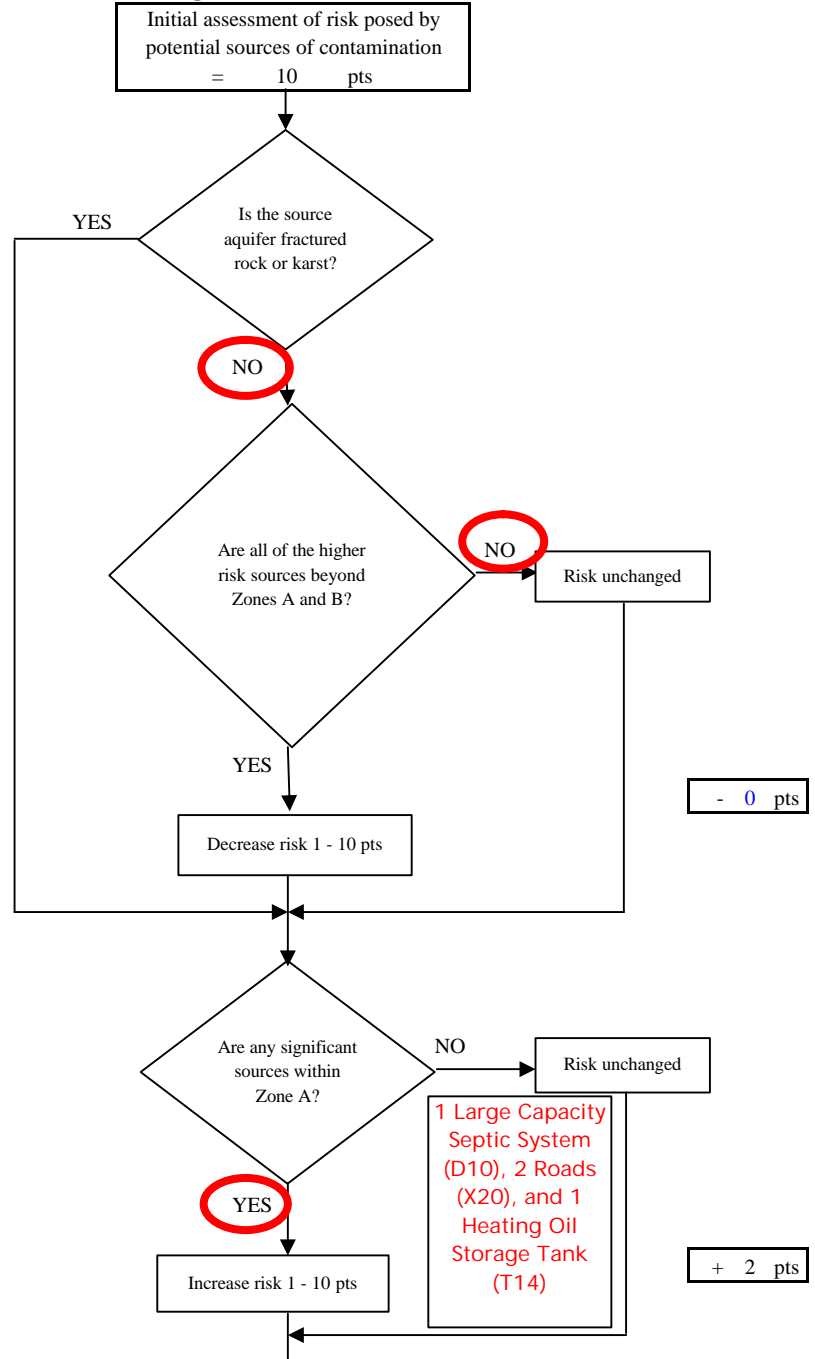 Initial assessment of risk posed by
potential sources of contamination
= 10 pts
YES
Is the source
aquifer fractured
rock or karst?
NO
Are all of the higher
risk sources beyond
Zones A and B?
NO
Risk unchanged
YES
- 0 pts
Decrease risk 1 - 10 pts
Are any significant
sources within
Zone A?
NO
Risk unchanged
1 Large Capacity
Septic System
(D10), 2 Roads
(X20), and 1
Heating Oil
Storage Tank
(T14)
YES
+ 2 pts
Increase risk 1 - 10 pts